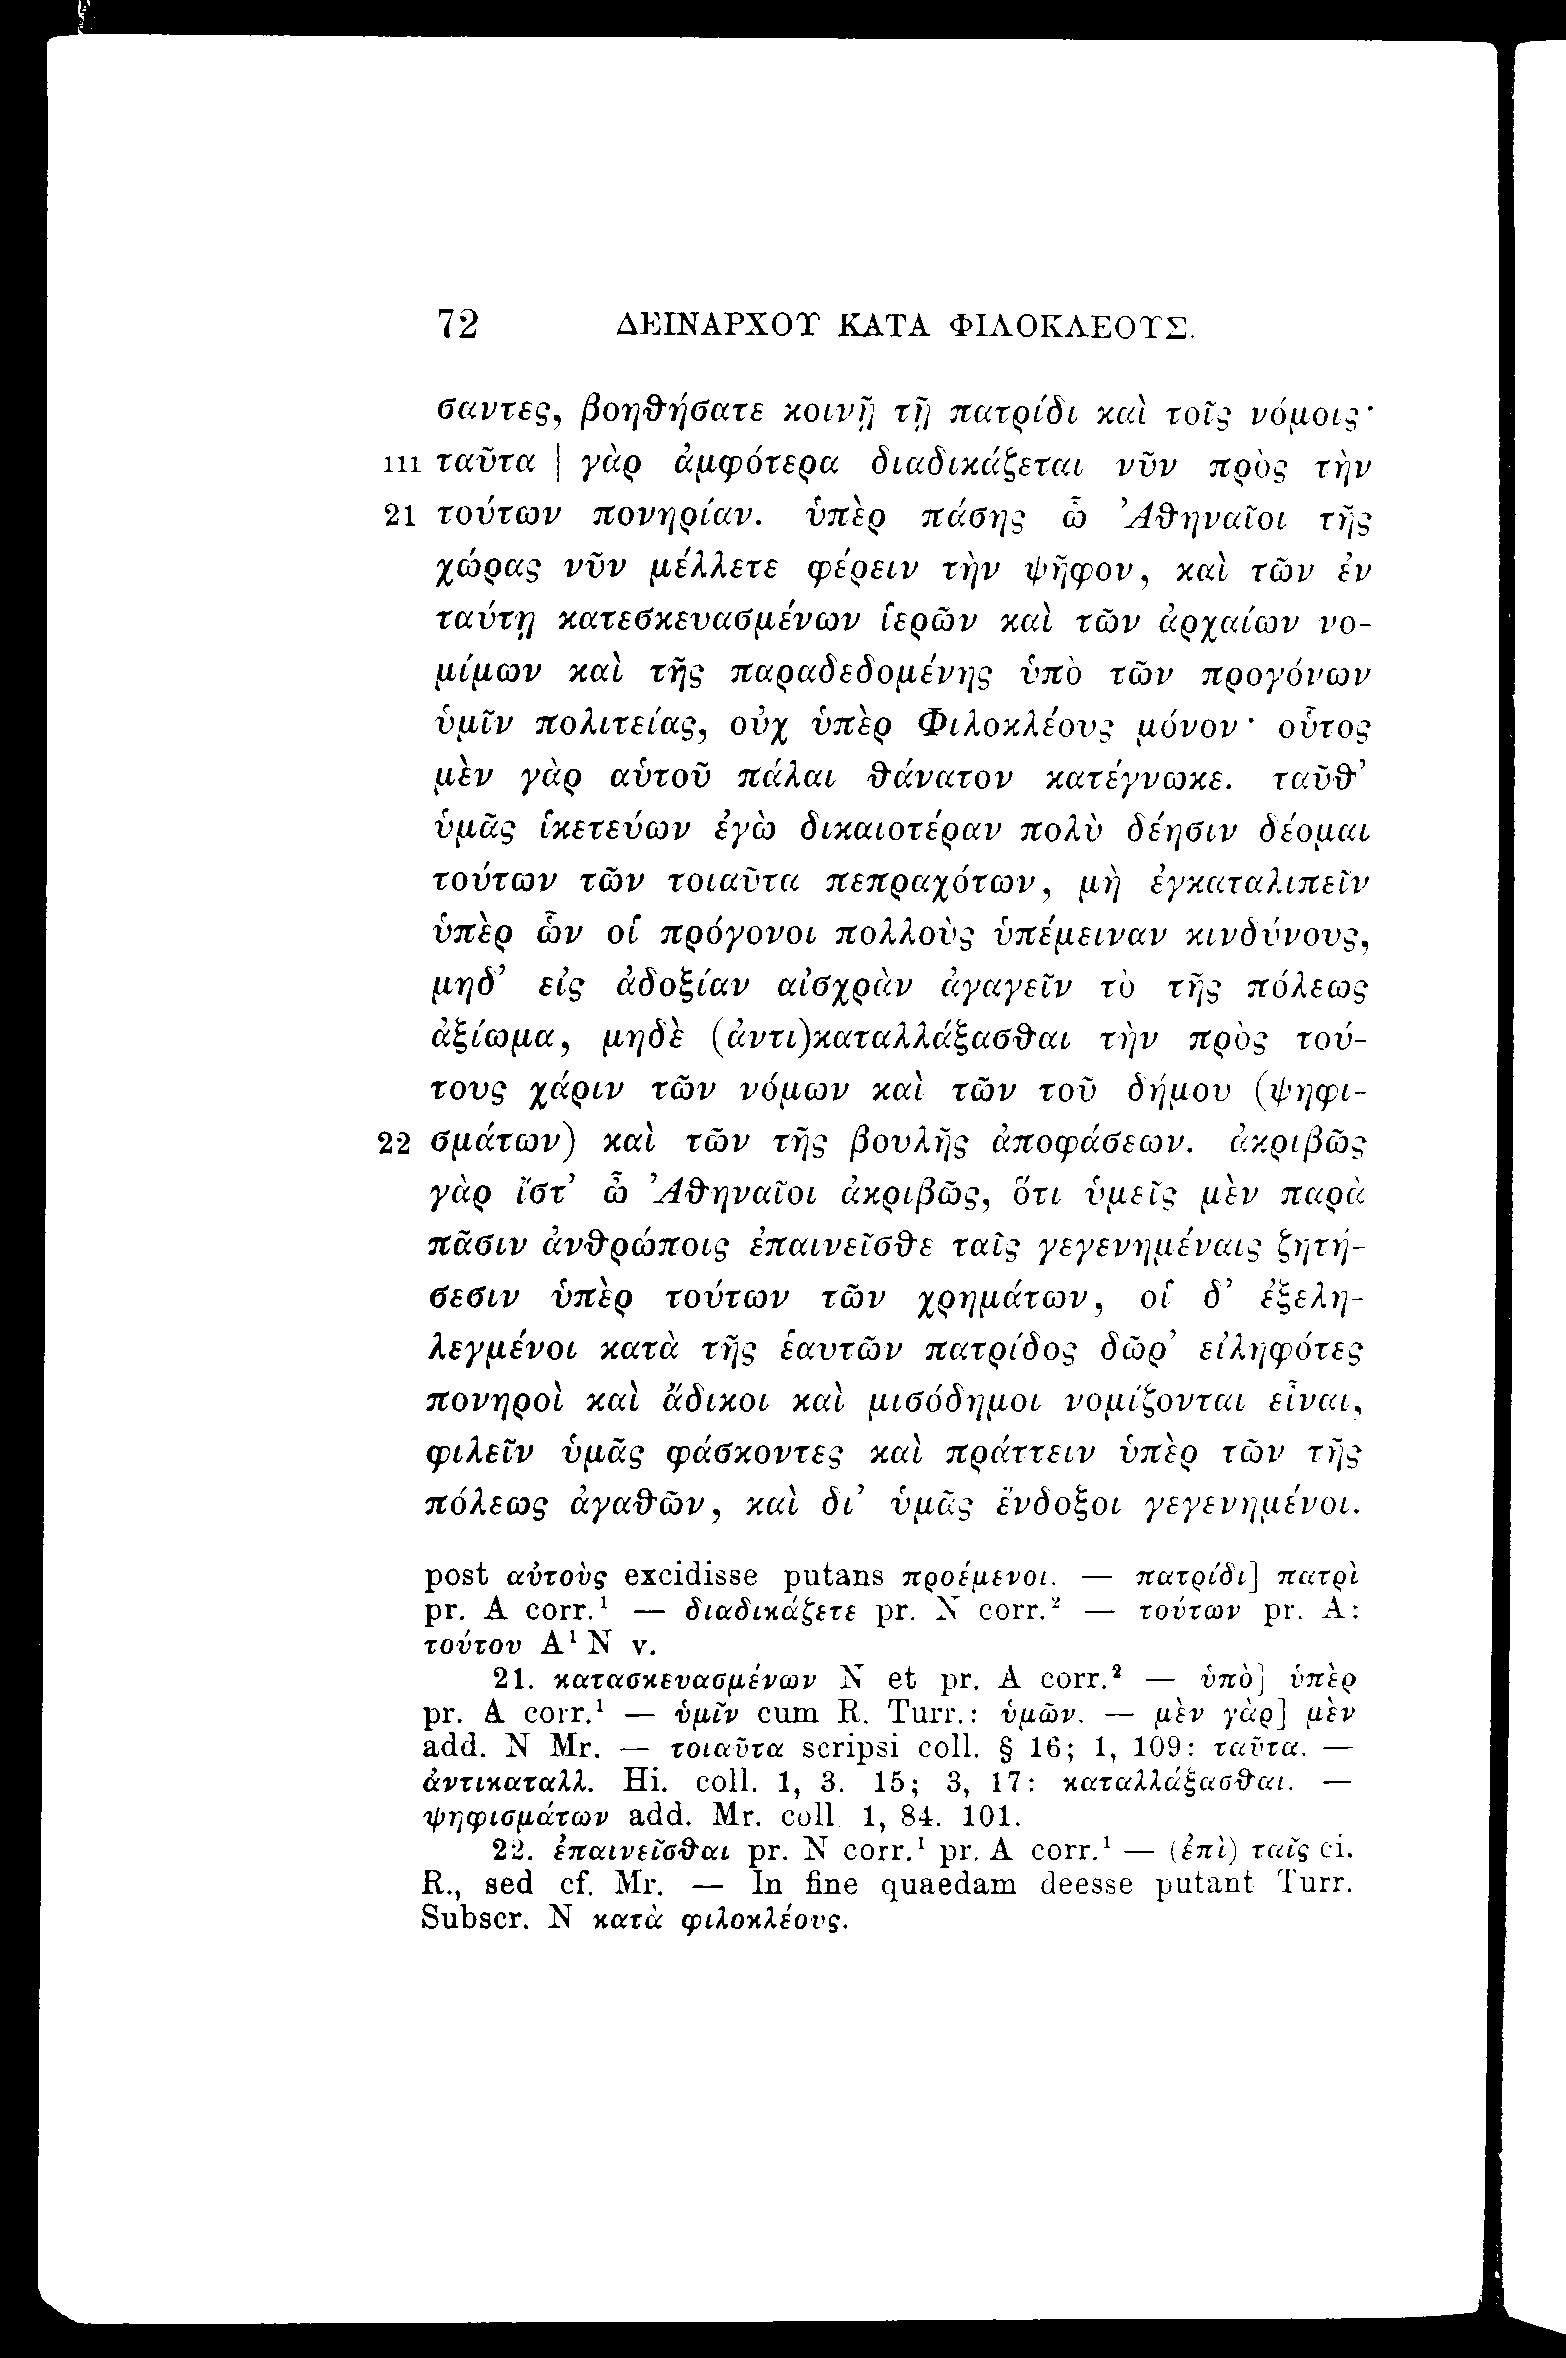 72 ΔΕΙΝΑΡΧΟΥ ΚΑΤΑ ΦΙΛΟΚΛΕΟΥΣ.
σαντες, βοηθήσατε κοινῇ τῇ πατρίδι καὶ τοῖς νόμοις·
111 ταῦτα | γὰρ ἀμφότερα διαδικάζεται νῦν πρὸς τὴν
21 τούτων πονηρίαν. ὑπὲρ πάσης ὦ Ἀθηναῖοι τῆς
χώρας νῦν μέλλετε φέρειν τὴν ψῆφον, καὶ τῶν ἐν
ταύτῃ κατεσκευασμένων ἱερῶν καὶ τῶν ἀρχαίων νο-
μίμων καὶ τῆς παραδεδομένης ὑπὸ τῶν προγόνων
ὑμῖν πολιτείας, οὐχ ὑπὲρ Φιλοκλέους μόνον· οὗτος
μὲν γὰρ αὑτοῦ πάλαι θάνατον κατέγνωκε. ταῦθ’
ὑμᾶς ἱκετεύων ἐγὼ δικαιοτέραν πολὺ δέησιν δέομαι
τούτων τῶν τοιαῦτα πεπραχότων, μὴ ἐγκαταλιπεῖν
ὑπὲρ ὧν οἱ πρόγονοι πολλοὺς ὑπέμειναν κινδύνους,
μηδ’ εἰς ἀδοξίαν αἰσχρὰν ἀγαγεῖν τὸ τῆς πόλεως
ἀξίωμα, μηδὲ (ἀντι)καταλλάξασθαι τὴν πρὸς τού-
τους χάριν τῶν νόμων καὶ τῶν τοῦ δήμου (ψηφι-
22 σμάτων) καὶ τῶν τῆς βουλῆς ἀποφάσεων. ἀκριβῶς
γὰρ ἴστ’ ὦ Ἀθηναῖοι ἀκριβῶς, ὅτι ὑμεῖς μὲν παρὰ
πᾶσιν ἀνθρώποις ἐπαινεῖσθε ταῖς γεγενημέναις ζητή-
σεσιν ὑπὲρ τούτων τῶν χρημάτων, οἱ δ’ ἐξελη-
λεγμένοι κατὰ τῆς ἑαυτῶν πατρίδος δῶρ’ εἰληφότες
πονηροὶ καὶ ἄδικοι καὶ μισόδημοι νομίζονται εἶναι,
φιλεῖν ὑμᾶς φάσκοντες καὶ πράττειν ὑπὲρ τῶν τῆς
πόλεως ἀγαθῶν, καὶ δι’ ὑμᾶς ἔνδοξοι γεγενημένοι.
post αὐτοὺς excidisse putans προέμενοι. — πατρίδι] πατρὶ
pr. A corr.¹ — διαδικάζετε pr. N corr.² — τούτων pr. A:
τούτου A¹ N v.
21. κατασκευασμένων N et pr. A corr.² — ὑπὸ] ὑπὲρ
pr. A corr.¹ — ὑμῖν cum R. Turr.: ὑμῶν. — μὲν γὰρ] μὲν
add. N Mr. — τοιαῦτα scripsi coll. § 16; 1, 109: ταῦτα. —
ἀντικαταλλ. Hi. coll. 1, 3. 15; 3, 17: καταλλάξασθαι. —
ψηφισμάτων add. Mr. coll 1, 84. 101.
22. ἐπαινεῖσθαι pr. N corr.¹ pr. A corr.¹ — (ἐπὶ) ταῖς ci.
R., sed cf. Mr. — In fine quaedam deesse putant Turr.
Subscr. N κατὰ φιλοκλέους.